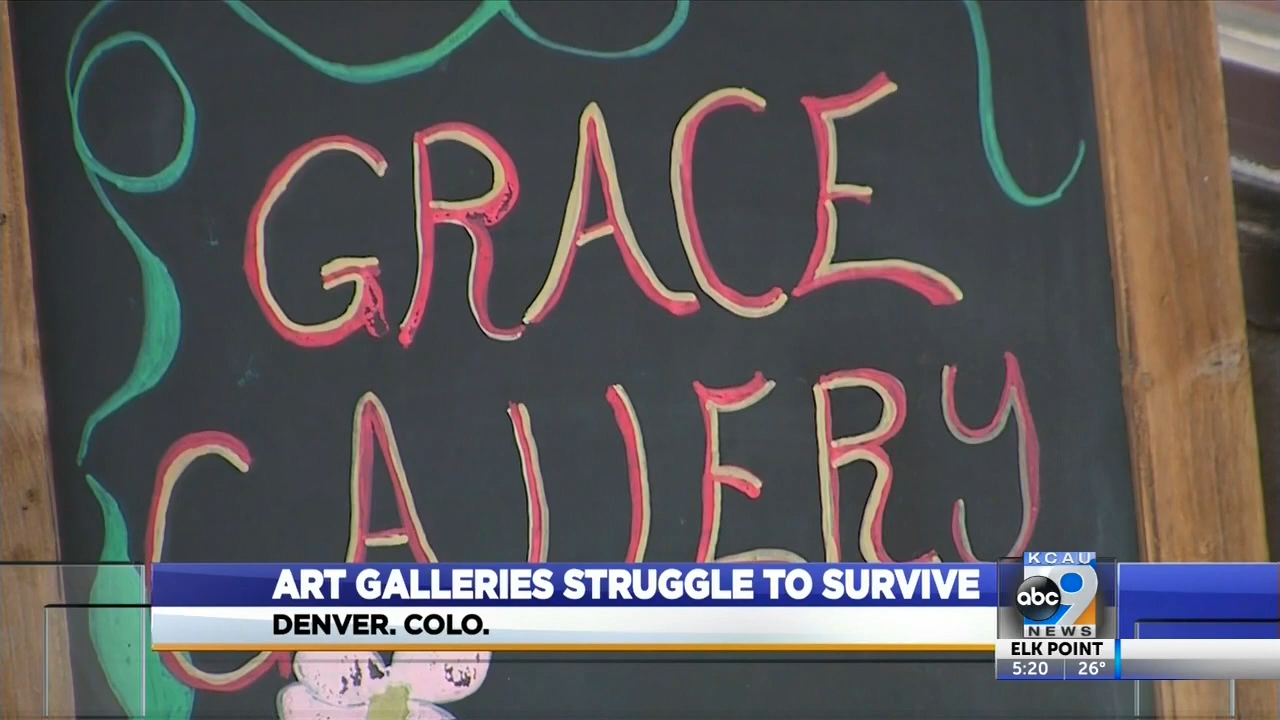 GRACE
GALLERY
ART GALLERIES STRUGGLE TO SURVIVE
DENVER. COLO.
KCAU
abc 9
NEWS
ELK POINT
5:20 26°